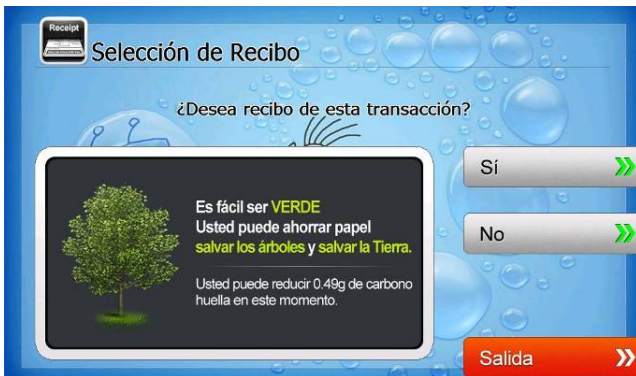 Receipt
Selección de Recibo
¿Desea recibo de esta transacción?
Es fácil ser VERDE
Usted puede ahorrar papel
salvar los árboles y salvar la Tierra.
Usted puede reducir 0.49g de carbono
huella en este momento.
Sí
No
Salida